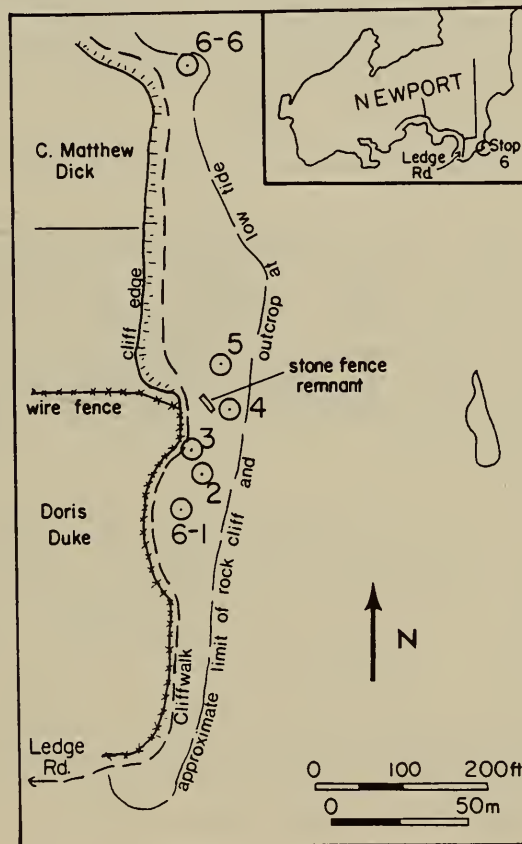 6-6
NEWPORT
Ledge
Rd.
Stop
6
C. Matthew
Dick
cliff edge
outcrop at low tide
5
stone fence
remnant
wire fence
4
3
2
6-1
Doris
Duke
approximate limit of rock cliff and
Cliffwalk
N
Ledge
Rd.
0 100 200ft
0 50m